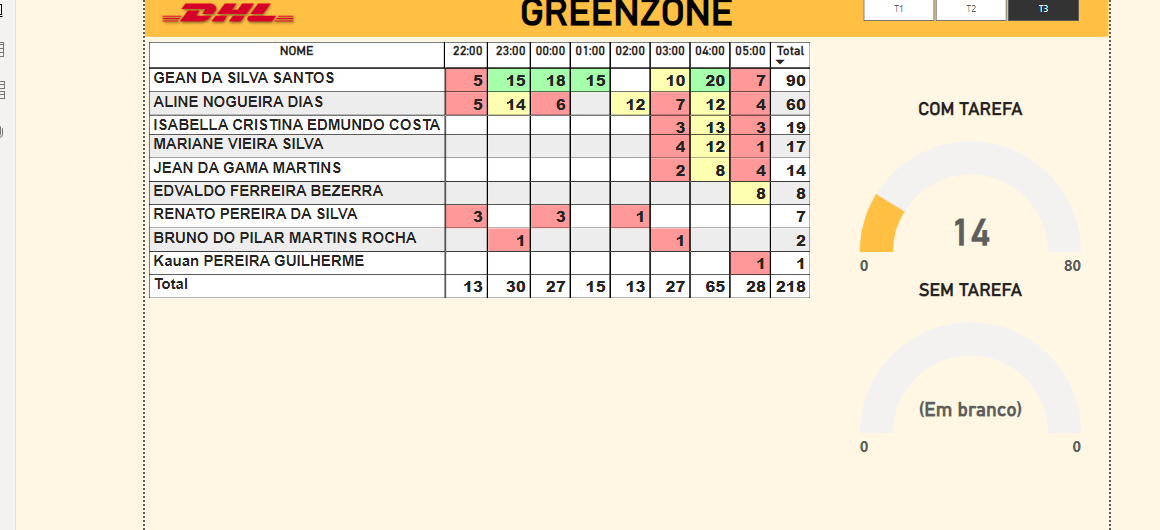 DHL GREENZONE T1 T2 T3
NOME 22:00 23:00 00:00 01:00 02:00 03:00 04:00 05:00 Total
GEAN DA SILVA SANTOS 5 15 18 15 10 20 7 90
ALINE NOGUEIRA DIAS 5 14 6 12 7 12 4 60
ISABELLA CRISTINA EDMUNDO COSTA 3 13 3 19
MARIANE VIEIRA SILVA 4 12 1 17
JEAN DA GAMA MARTINS 2 8 4 14
EDVALDO FERREIRA BEZERRA 8 8
RENATO PEREIRA DA SILVA 3 3 1 7
BRUNO DO PILAR MARTINS ROCHA 1 1 2
Kauan PEREIRA GUILHERME 1 1
Total 13 30 27 15 13 27 65 28 218
COM TAREFA
14
0 80
SEM TAREFA
(Em branco)
0 0